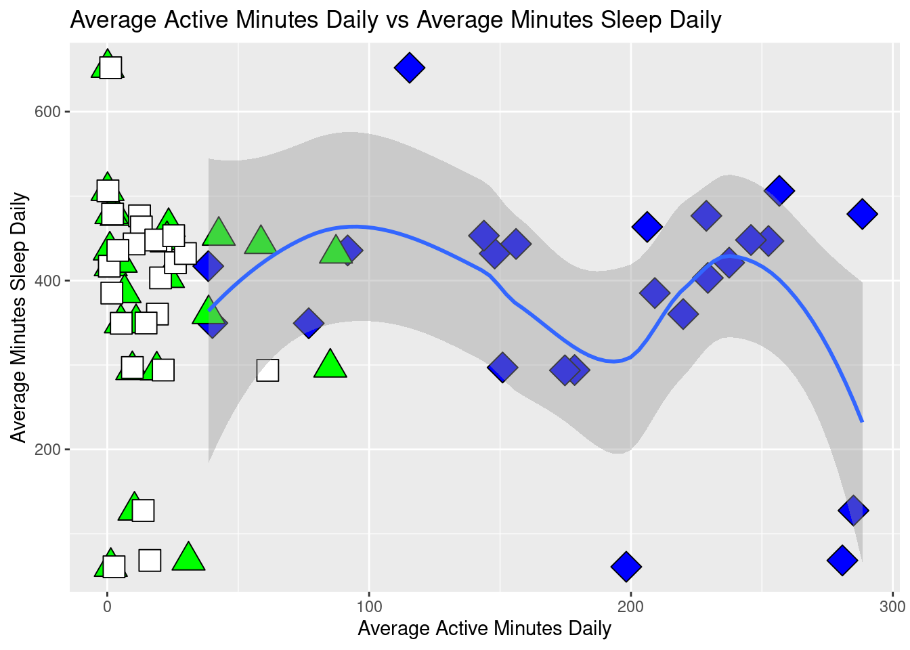 Average Active Minutes Daily vs Average Minutes Sleep Daily
Average Minutes Sleep Daily
600
400
200
0
100
200
300
Average Active Minutes Daily